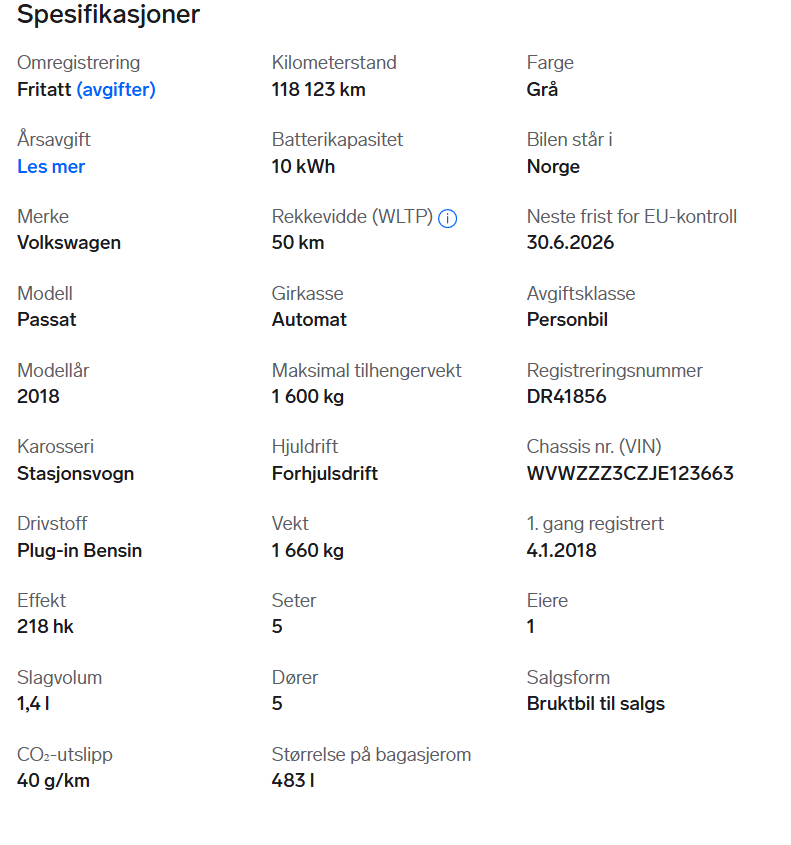 Spesifikasjoner
Omregistrering
Fritatt (avgifter)
Kilometerstand
118 123 km
Farge
Grå
Årsavgift
Les mer
Batterikapasitet
10 kWh
Bilen står i
Norge
Merke
Volkswagen
Rekkevidde (WLTP)
50 km
Neste frist for EU-kontroll
30.6.2026
Modell
Passat
Girkasse
Automat
Avgiftsklasse
Personbil
Modellår
2018
Maksimal tilhengervekt
1 600 kg
Registreringsnummer
DR41856
Karosseri
Stasjonsvogn
Hjuldrift
Forhjulsdrift
Chassis nr. (VIN)
WVWZZZ3CZJE123663
Drivstoff
Plug-in Bensin
Vekt
1 660 kg
1. gang registrert
4.1.2018
Effekt
218 hk
Seter
5
Eiere
1
Slagvolum
1,4 l
Dører
5
Salgsform
Bruktbil til salgs
CO₂-utslipp
40 g/km
Størrelse på bagasjerom
483 l